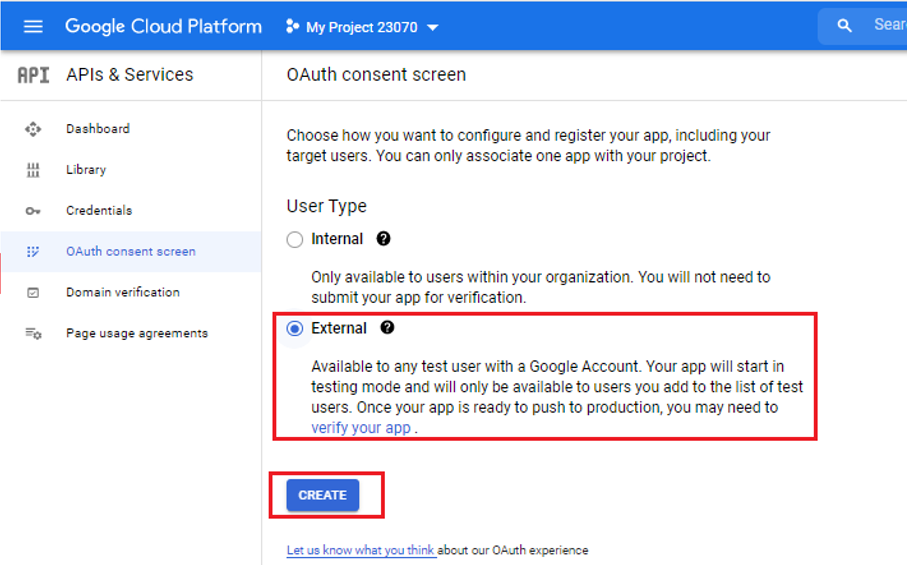 Google Cloud Platform
My Project 23070
Sear
API
APIs & Services
OAuth consent screen
Dashboard
Library
Credentials
OAuth consent screen
Domain verification
Page usage agreements
Choose how you want to configure and register your app, including your
target users. You can only associate one app with your project.
User Type
Internal ?
Only available to users within your organization. You will not need to
submit your app for verification.
External ?
Available to any test user with a Google Account. Your app will start in
testing mode and will only be available to users you add to the list of test
users. Once your app is ready to push to production, you may need to
verify your app .
CREATE
Let us know what you think about our OAuth experience